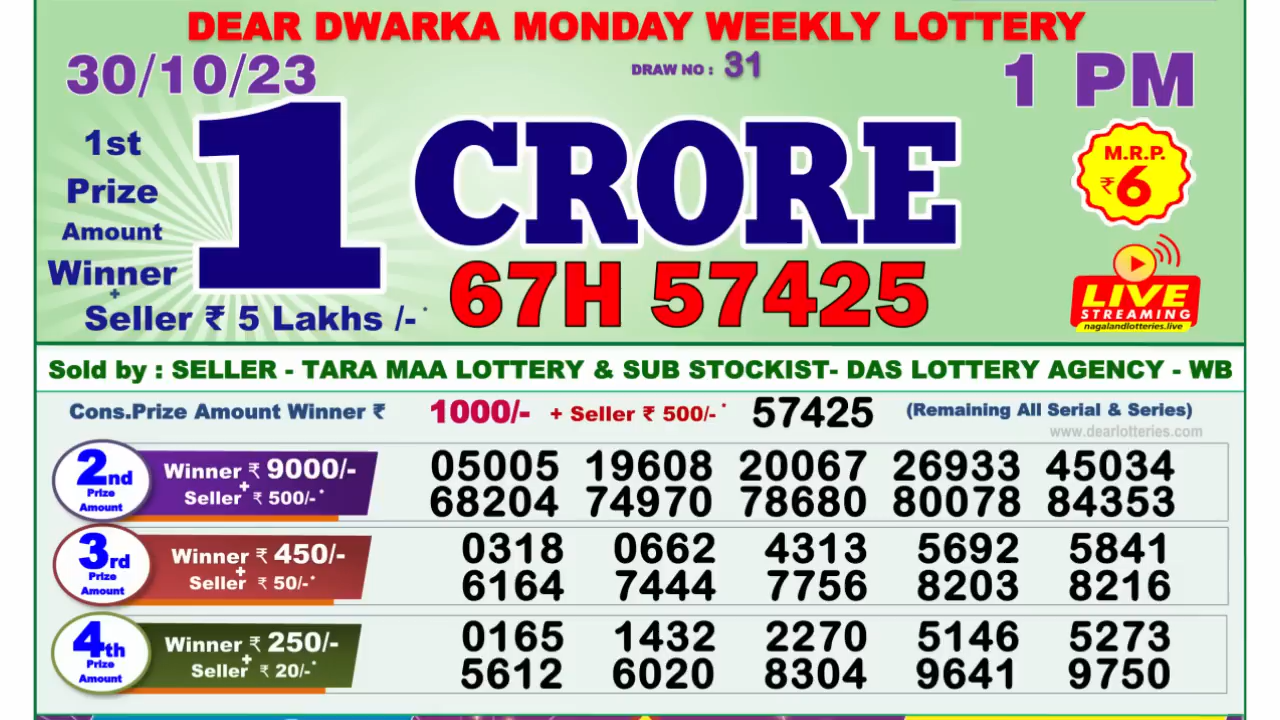 DEAR DWARKA MONDAY WEEKLY LOTTERY
30/10/23
DRAW NO : 31
1 PM
1st
Prize
Amount
Winner
+
Seller ₹ 5 Lakhs /- *
1 CRORE
67H 57425
M.R.P.
₹6
LIVE
STREAMING
nagalandlotteries.live
Sold by : SELLER - TARA MAA LOTTERY & SUB STOCKIST- DAS LOTTERY AGENCY - WB
Cons.Prize Amount Winner ₹ 1000/- + Seller ₹ 500/- * 57425 (Remaining All Serial & Series)
www.dearlotteries.com
2nd
Prize
Amount
Winner ₹ 9000/-
+
Seller ₹ 500/- *
05005 19608 20067 26933 45034
68204 74970 78680 80078 84353
3rd
Prize
Amount
Winner ₹ 450/-
+
Seller ₹ 50/- *
0318 0662 4313 5692 5841
6164 7444 7756 8203 8216
4th
Prize
Amount
Winner ₹ 250/-
+
Seller ₹ 20/- *
0165 1432 2270 5146 5273
5612 6020 8304 9641 9750